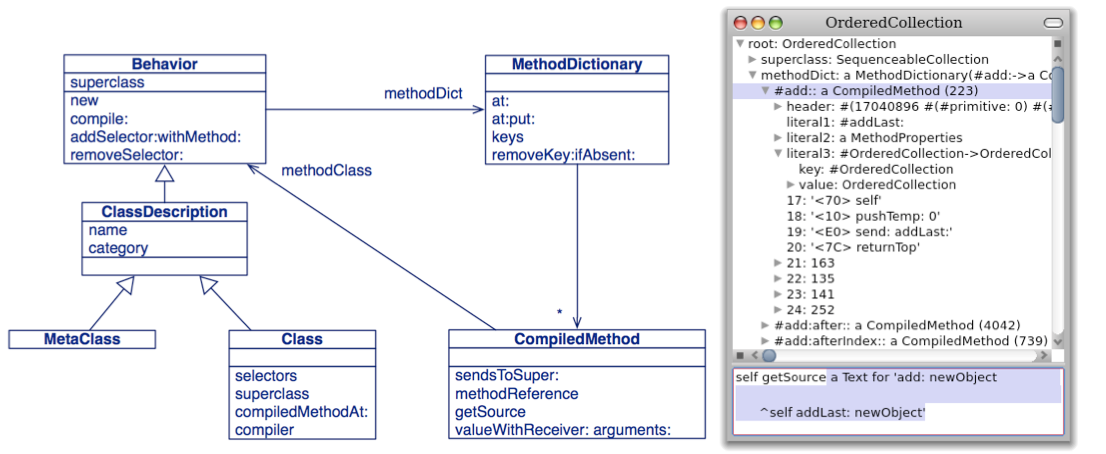 Behavior
superclass
new
compile:
addSelector:withMethod:
removeSelector:
methodDict
MethodDictionary
at:
at:put:
keys
removeKey:ifAbsent:
methodClass
ClassDescription
name
category
MetaClass
Class
selectors
superclass
compiledMethodAt:
compiler
*
CompiledMethod
sendsToSuper:
methodReference
getSource
valueWithReceiver: arguments:
OrderedCollection
root: OrderedCollection
superclass: SequenceableCollection
methodDict: a MethodDictionary(#add:->a Co
#add:: a CompiledMethod (223)
header: #(17040896 #(#primitive: 0) #(#
literal1: #addLast:
literal2: a MethodProperties
literal3: #OrderedCollection->OrderedCol
key: #OrderedCollection
value: OrderedCollection
17: '<70> self'
18: '<10> pushTemp: 0'
19: '<E0> send: addLast:'
20: '<7C> returnTop'
21: 163
22: 135
23: 141
24: 252
#add:after:: a CompiledMethod (4042)
#add:afterIndex:: a CompiledMethod (739)
self getSource a Text for 'add: newObject
^self addLast: newObject'